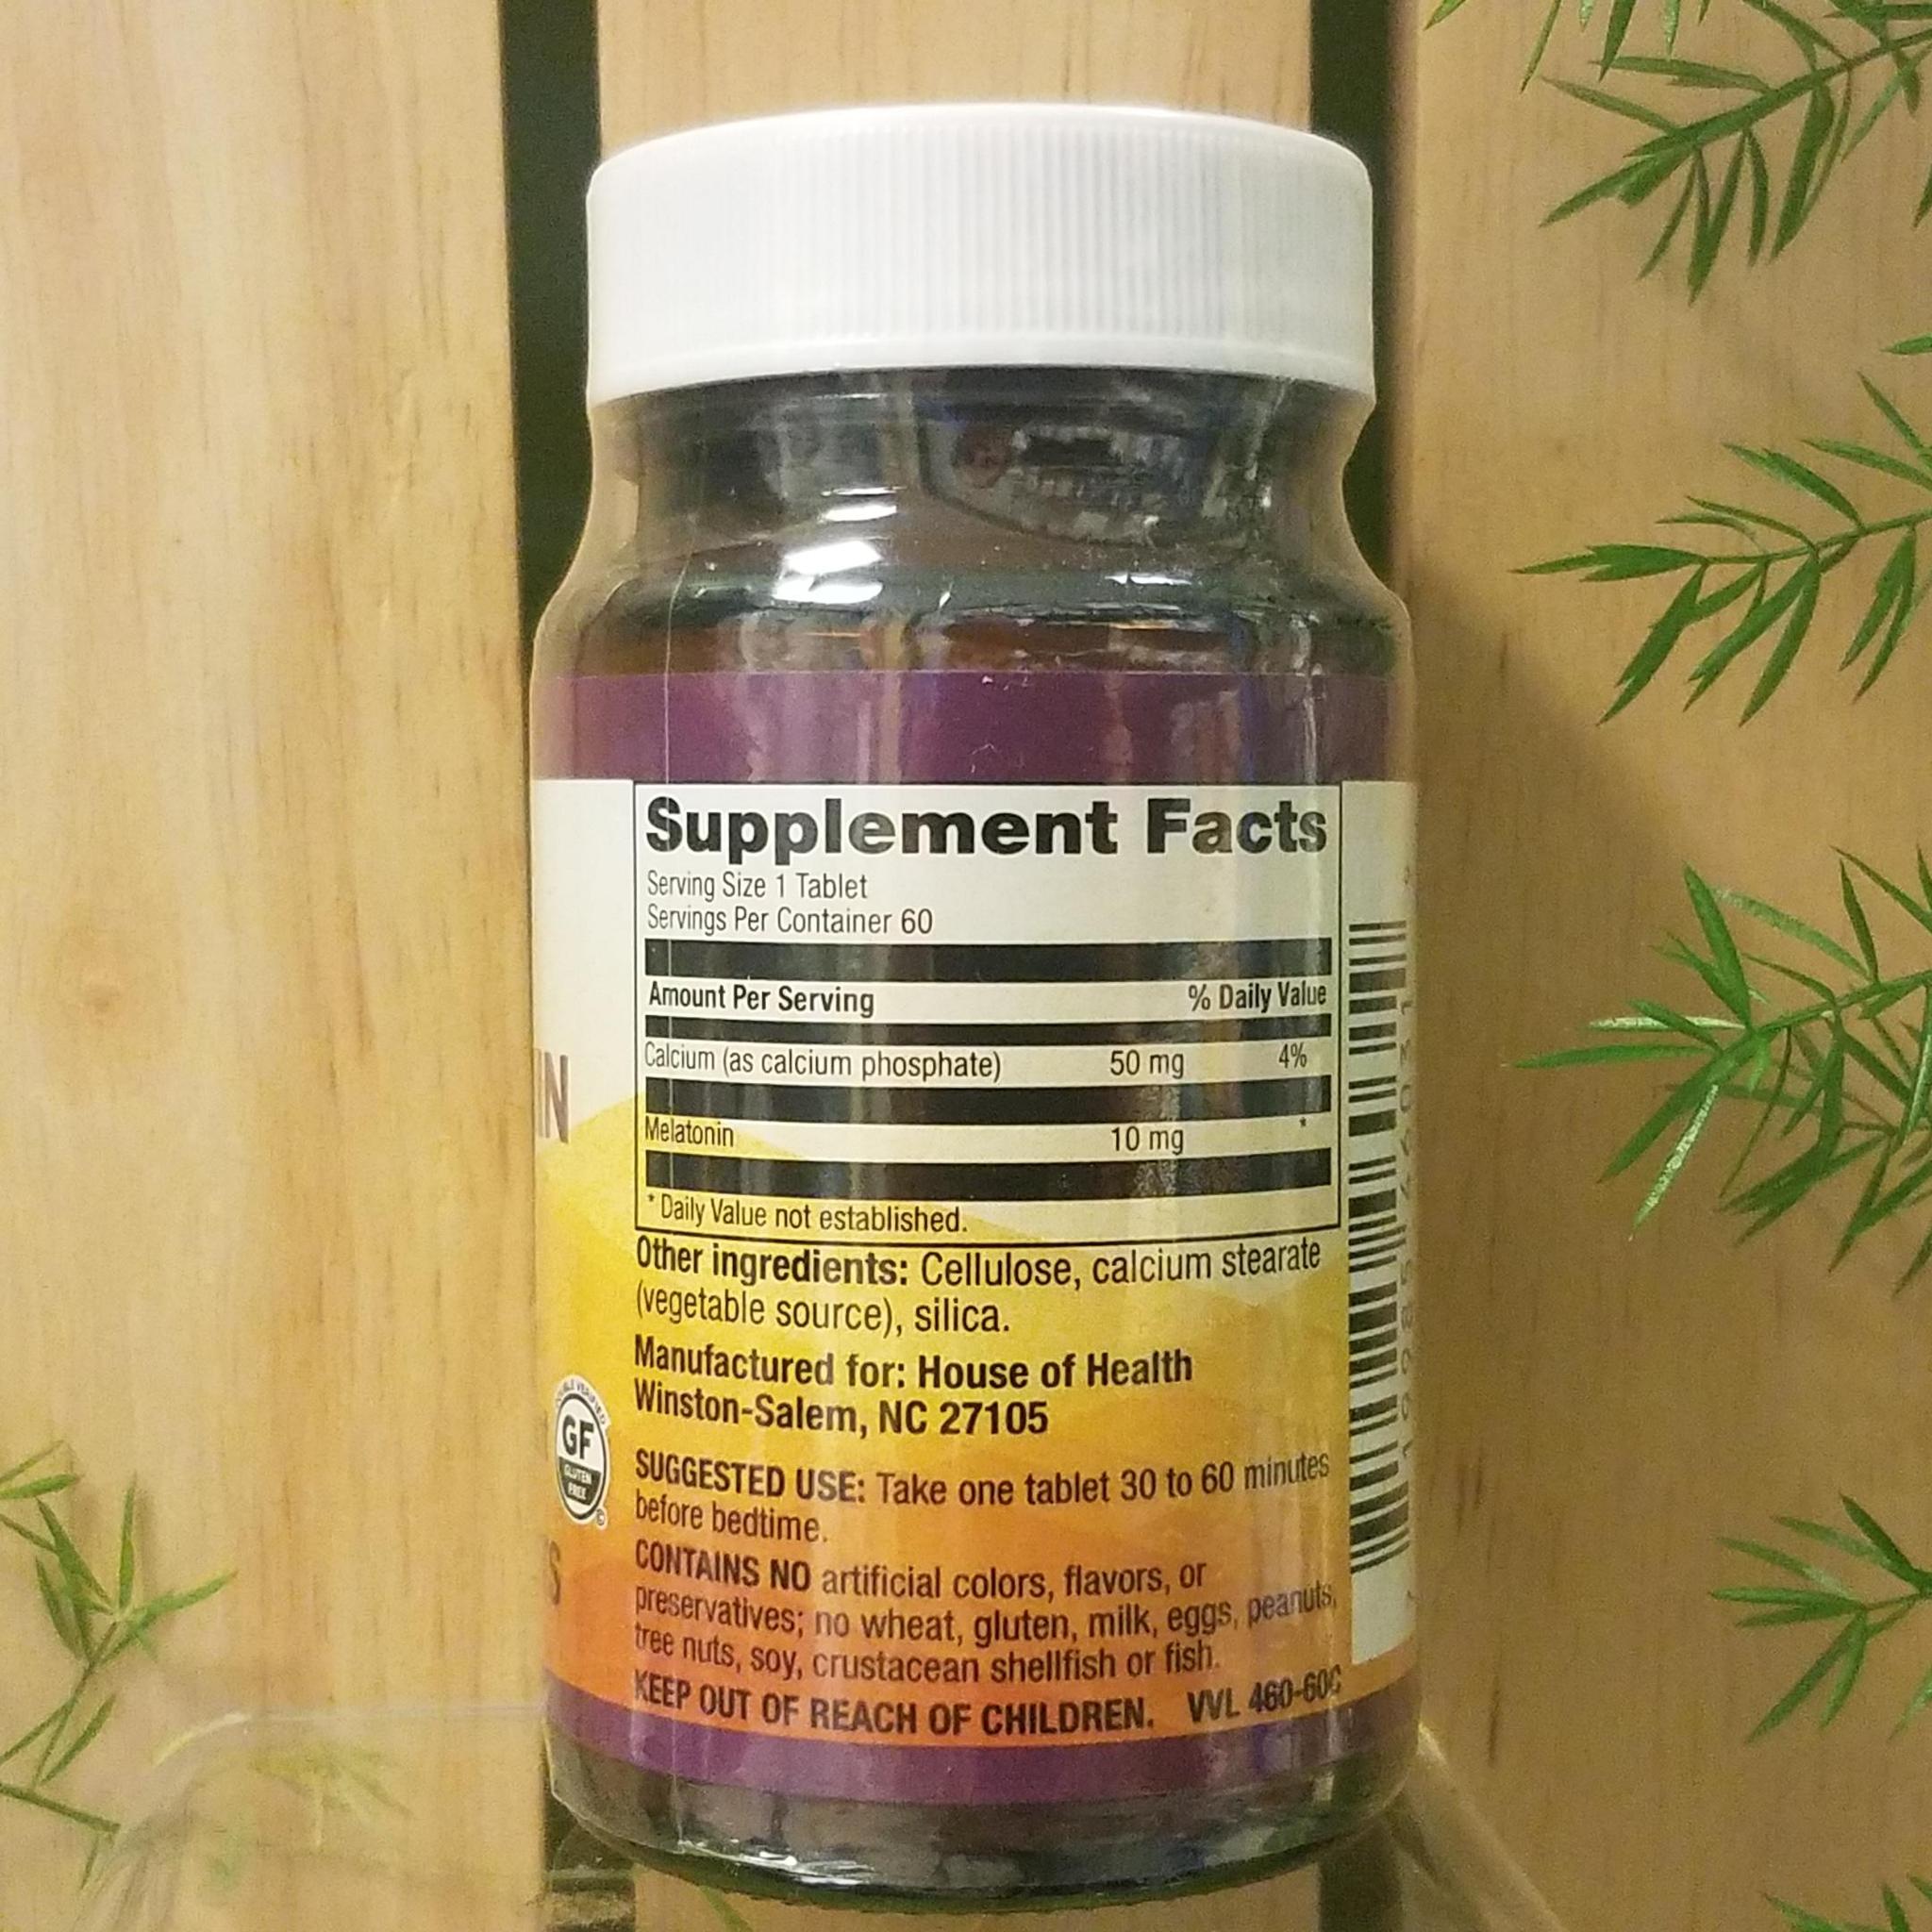 Supplement Facts
Serving Size 1 Tablet
Servings Per Container 60
Amount Per Serving % Daily Value
Calcium (as calcium phosphate) 50 mg 4%
Melatonin 10 mg *
* Daily Value not established.
Other ingredients: Cellulose, calcium stearate
(vegetable source), silica.
Manufactured for: House of Health
Winston-Salem, NC 27105
SUGGESTED USE: Take one tablet 30 to 60 minutes
before bedtime.
CONTAINS NO artificial colors, flavors, or
preservatives; no wheat, gluten, milk, eggs, peanuts,
tree nuts, soy, crustacean shellfish or fish.
KEEP OUT OF REACH OF CHILDREN. VVL 460-60C
IN
GF
GLUTEN
FREE
TS